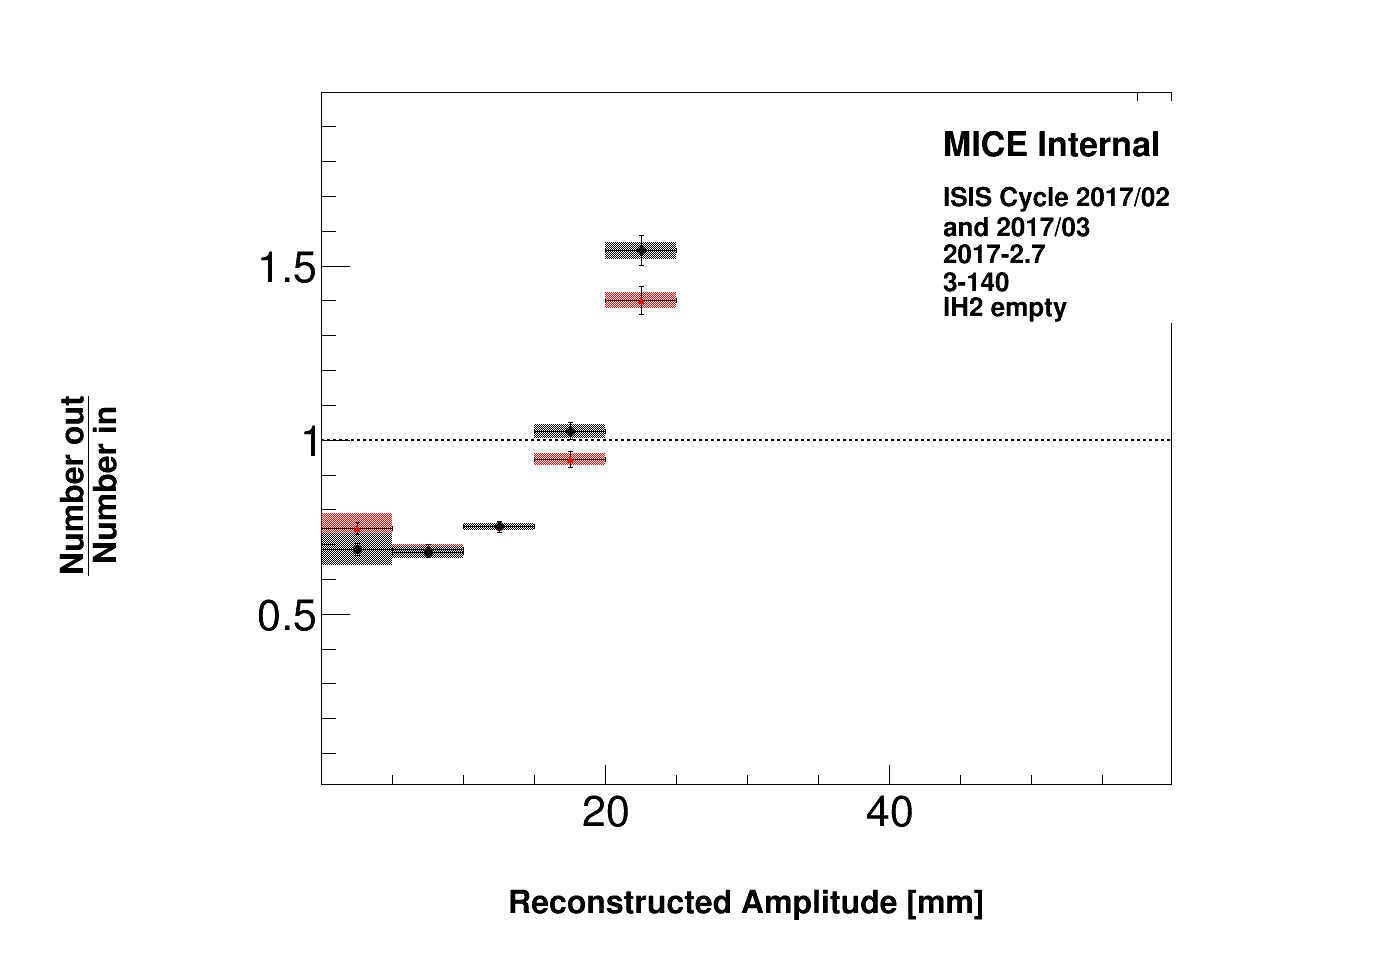 MICE Internal
ISIS Cycle 2017/02
and 2017/03
2017-2.7
3-140
lH2 empty
1.5
1
0.5
Number out
Number in
20
40
Reconstructed Amplitude [mm]